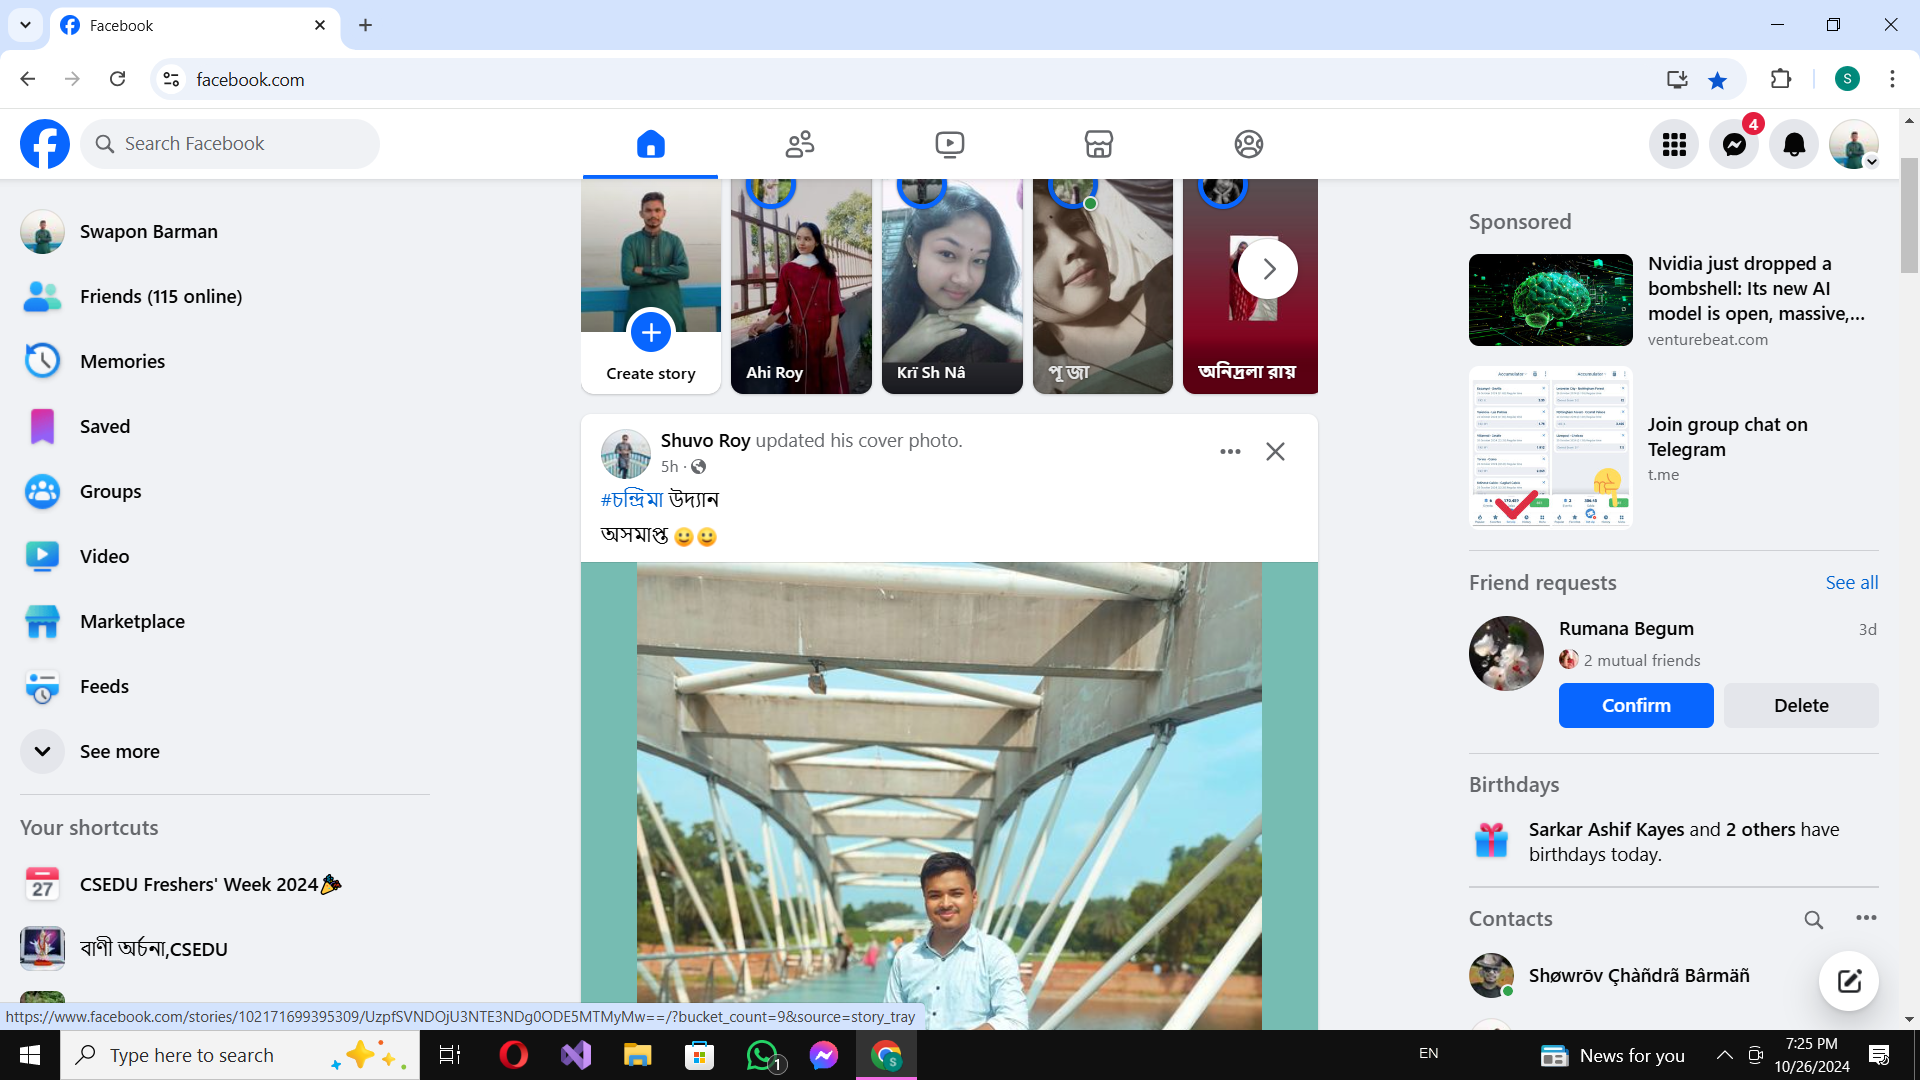 Facebook
facebook.com
S
Search Facebook
4
Swapon Barman
Friends (115 online)
Memories
Saved
Groups
Video
Marketplace
Feeds
See more
Your shortcuts
27
CSEDU Freshers' Week 2024
বাণী অর্চনা,CSEDU
Create story
Ahi Roy
Krï Sh Nâ
পূ জা
অনিদ্রলা রায়
Shuvo Roy updated his cover photo.
5h ·
#চন্দ্রিমা উদ্যান
অসমাপ্ত 🙂🙂
Sponsored
Nvidia just dropped a
bombshell: Its new AI
model is open, massive,...
venturebeat.com
Join group chat on
Telegram
t.me
Friend requests
See all
Rumana Begum
3d
2 mutual friends
Confirm
Delete
Birthdays
Sarkar Ashif Kayes and 2 others have
birthdays today.
Contacts
Shøwrōv Çhàñdrã Bârmäñ
https://www.facebook.com/stories/102171699395309/UzpfSVNDOjU3NTE3NDg0ODE5MTMyMw==/?bucket_count=9&source=story_tray
Type here to search
1
S
EN
News for you
7:25 PM
10/26/2024